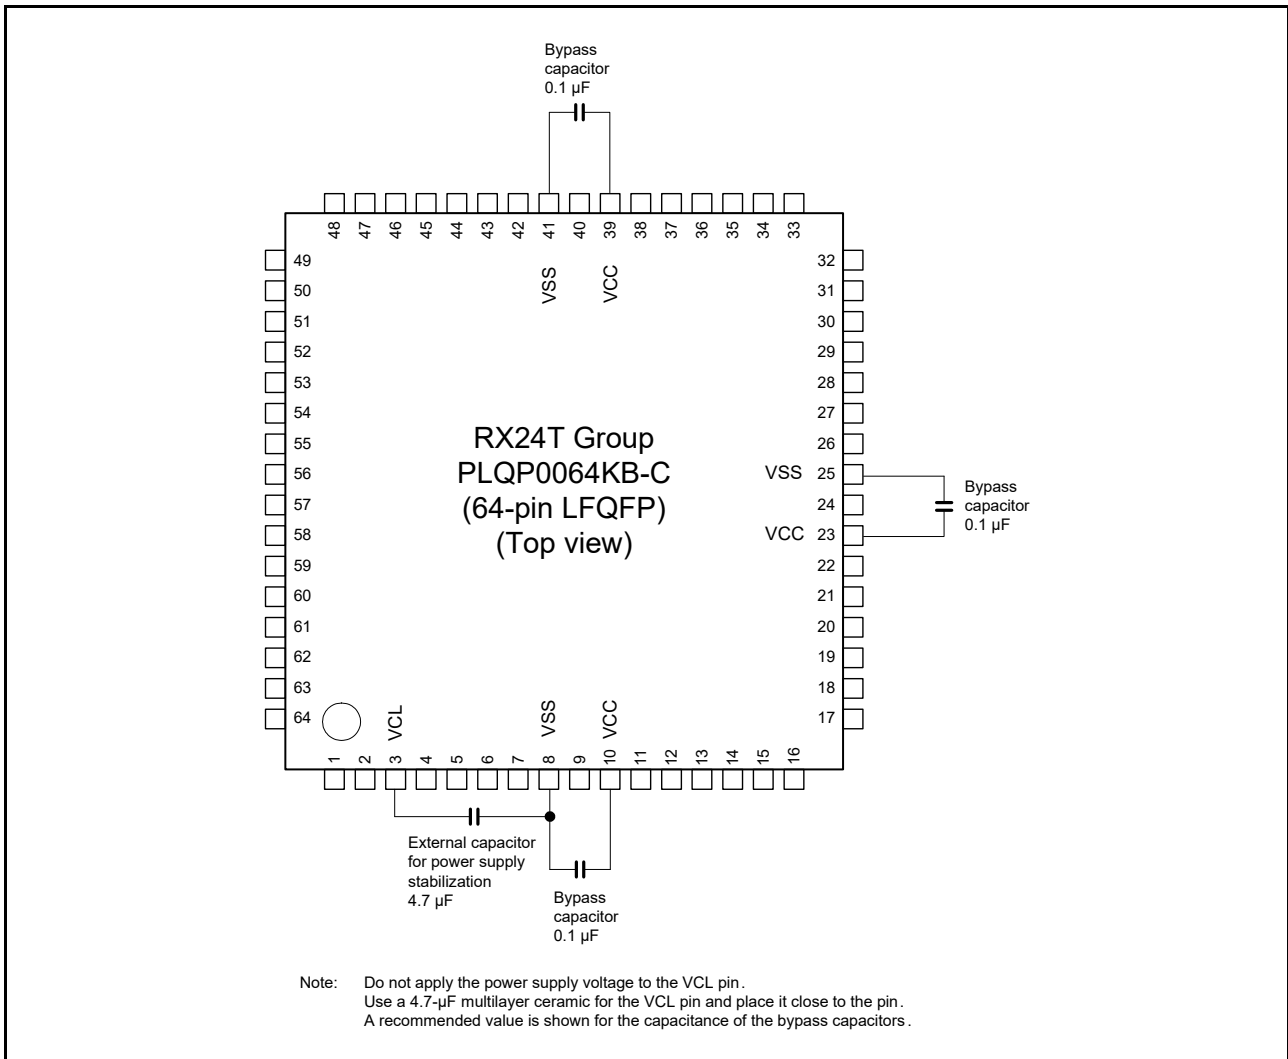 Bypass
capacitor
0.1 µF
48 47 46 45 44 43 42 41 40 39 38 37 36 35 34 33
VSS VCC
49
50
51
52
53
54
55
56
57
58
59
60
61
62
63
64
RX24T Group
PLQP0064KB-C
(64-pin LFQFP)
(Top view)
32
31
30
29
28
27
26
VSS 25
24
VCC 23
22
21
20
19
18
17
Bypass
capacitor
0.1 µF
VCL VSS VCC
1 2 3 4 5 6 7 8 9 10 11 12 13 14 15 16
External capacitor
for power supply
stabilization
4.7 µF
Bypass
capacitor
0.1 µF
Note: Do not apply the power supply voltage to the VCL pin.
Use a 4.7-µF multilayer ceramic for the VCL pin and place it close to the pin.
A recommended value is shown for the capacitance of the bypass capacitors.